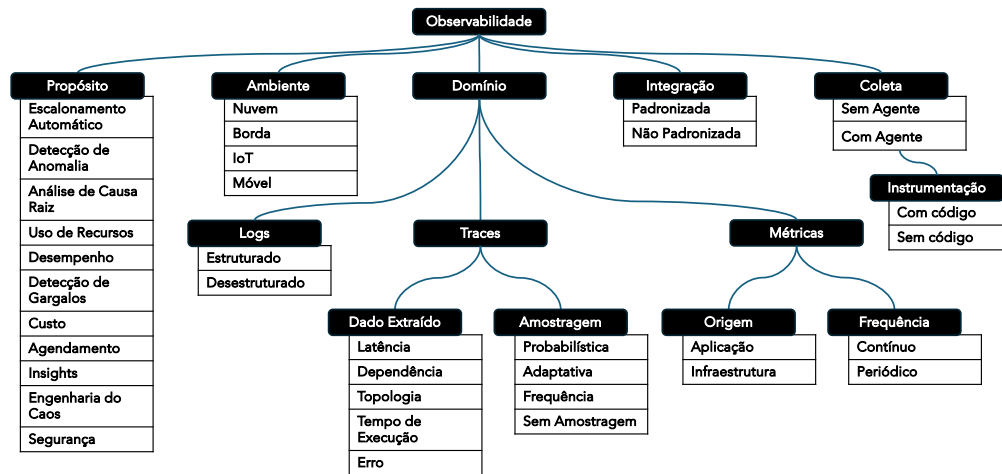 Observabilidade
Propósito
Escalonamento
Automático
Detecção de
Anomalia
Análise de Causa
Raiz
Uso de Recursos
Desempenho
Detecção de
Gargalos
Custo
Agendamento
Insights
Engenharia do
Caos
Segurança
Ambiente
Nuvem
Borda
IoT
Móvel
Domínio
Logs
Estruturado
Desestruturado
Traces
Dado Extraído
Latência
Dependência
Topologia
Tempo de
Execução
Erro
Amostragem
Probabilística
Adaptativa
Frequência
Sem Amostragem
Métricas
Origem
Aplicação
Infraestrutura
Frequência
Contínuo
Periódico
Integração
Padronizada
Não Padronizada
Coleta
Sem Agente
Com Agente
Instrumentação
Com código
Sem código